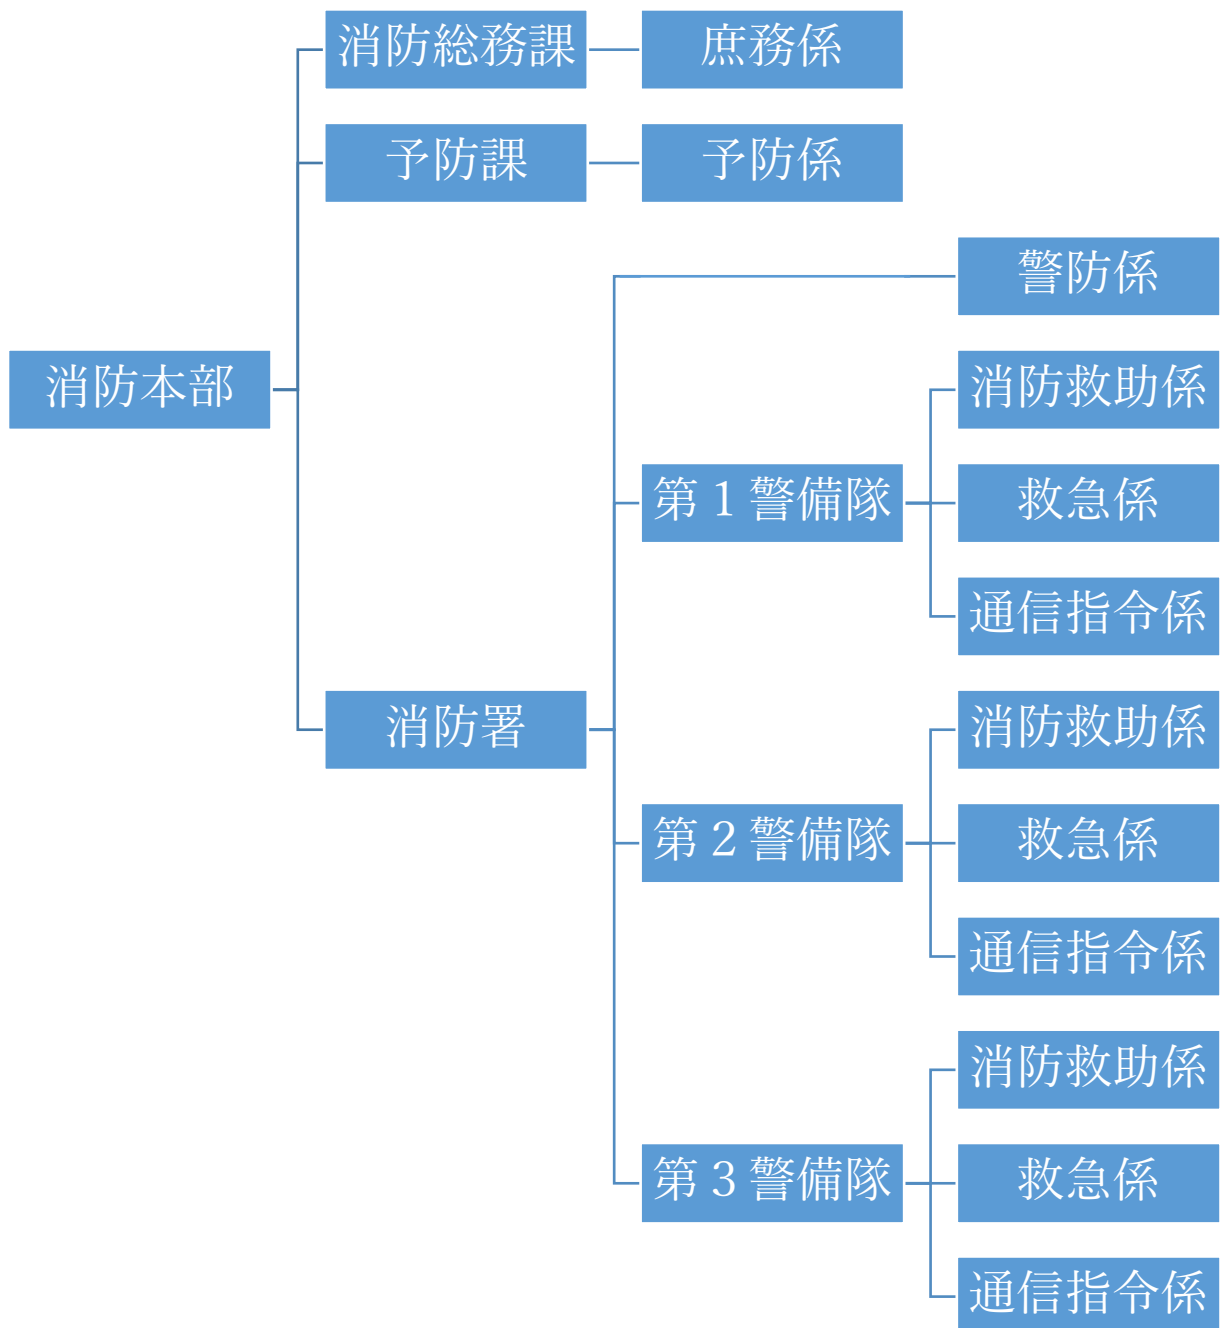 消防総務課
庶務係
予防課
予防係
警防係
消防本部
消防救助係
第１警備隊
救急係
通信指令係
消防署
消防救助係
第２警備隊
救急係
通信指令係
消防救助係
第３警備隊
救急係
通信指令係